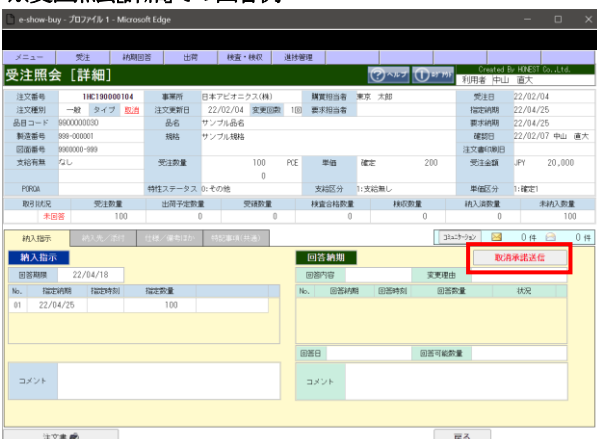 e-show-buy - プロファイル 1 - Microsoft Edge
メニュー 受注 納期回答 出荷 検査・検収 進捗管理
受注照会 [詳細] ヘルプ Created By HONEST Co.,Ltd.
利用者 中山 直大
注文番号 1HC190000104 事業所 日本アビオニクス(株) 購買担当者 東京 太郎 受注日 22/02/04
注文種別 一般 タイプ 取消 注文更新日 22/02/04 変更回数 1回 要求担当者 指定納期 22/04/25
品目コード 9900000030 品名 サンプル品名 要求納期 22/04/25
製造番号 999-000001 規格 サンプル規格 確認日 22/02/07 中山 直大
図面番号 9900000-999 注文書印刷日
支給有無 なし 受注数量 100 PCE 単価 確定 200 受注金額 JPY 20,000
0
特性ステータス 0:その他 支給区分 1:支給無し 単価区分 1:確定1
取引状況 受注数量 出荷予定数量 受領数量 検査合格数量 検収数量 納入済数量 未納入数量
未回答 100 0 0 0 0 0 100
納入指示 納入先/添付 仕様/備考ほか 特記事項(共通) コミュニケーション 0 件 0 件
納入指示 回答納期 取消承諾送信
回答期限 22/04/18 回答内容 変更理由
No. 指定納期 指定時刻 指定数量 No. 回答納期 回答時刻 回答数量 状況
01 22/04/25 100
回答日 回答可能数量
コメント コメント
注文書 戻る